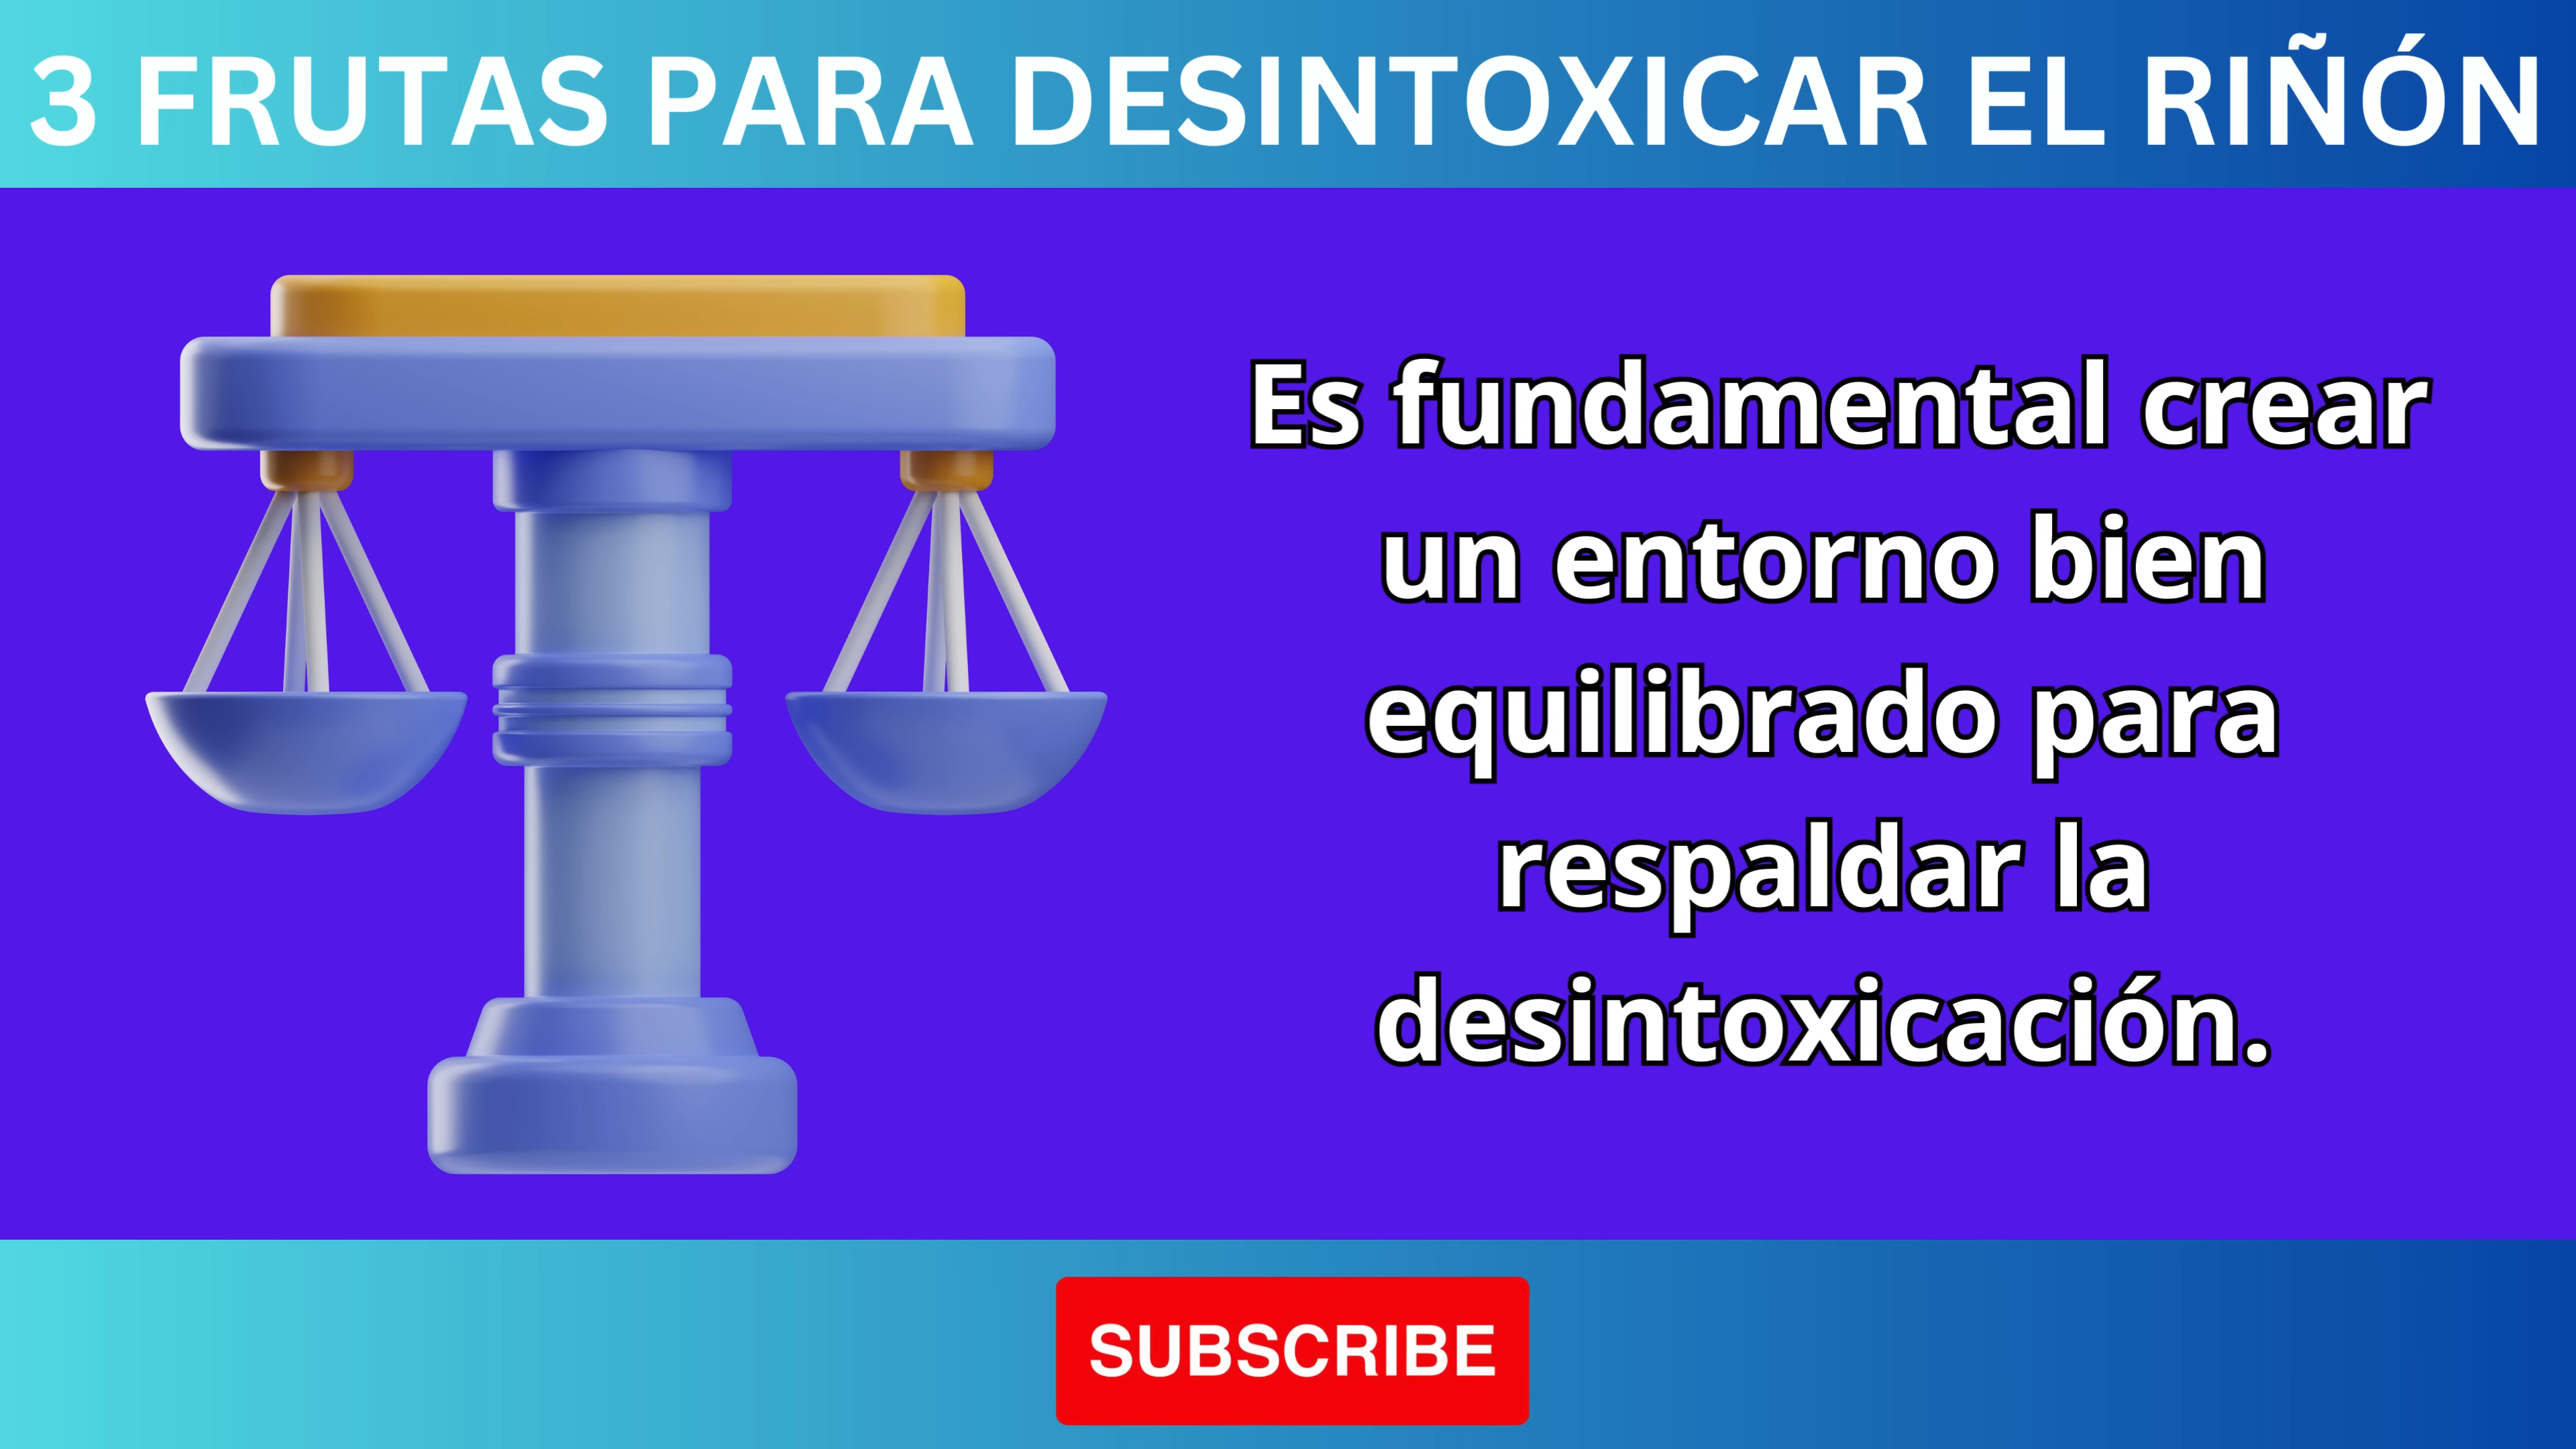 3 FRUTAS PARA DESINTOXICAR EL RIÑÓN
Es fundamental crear
un entorno bien
equilibrado para
respaldar la
desintoxicación.
SUBSCRIBE